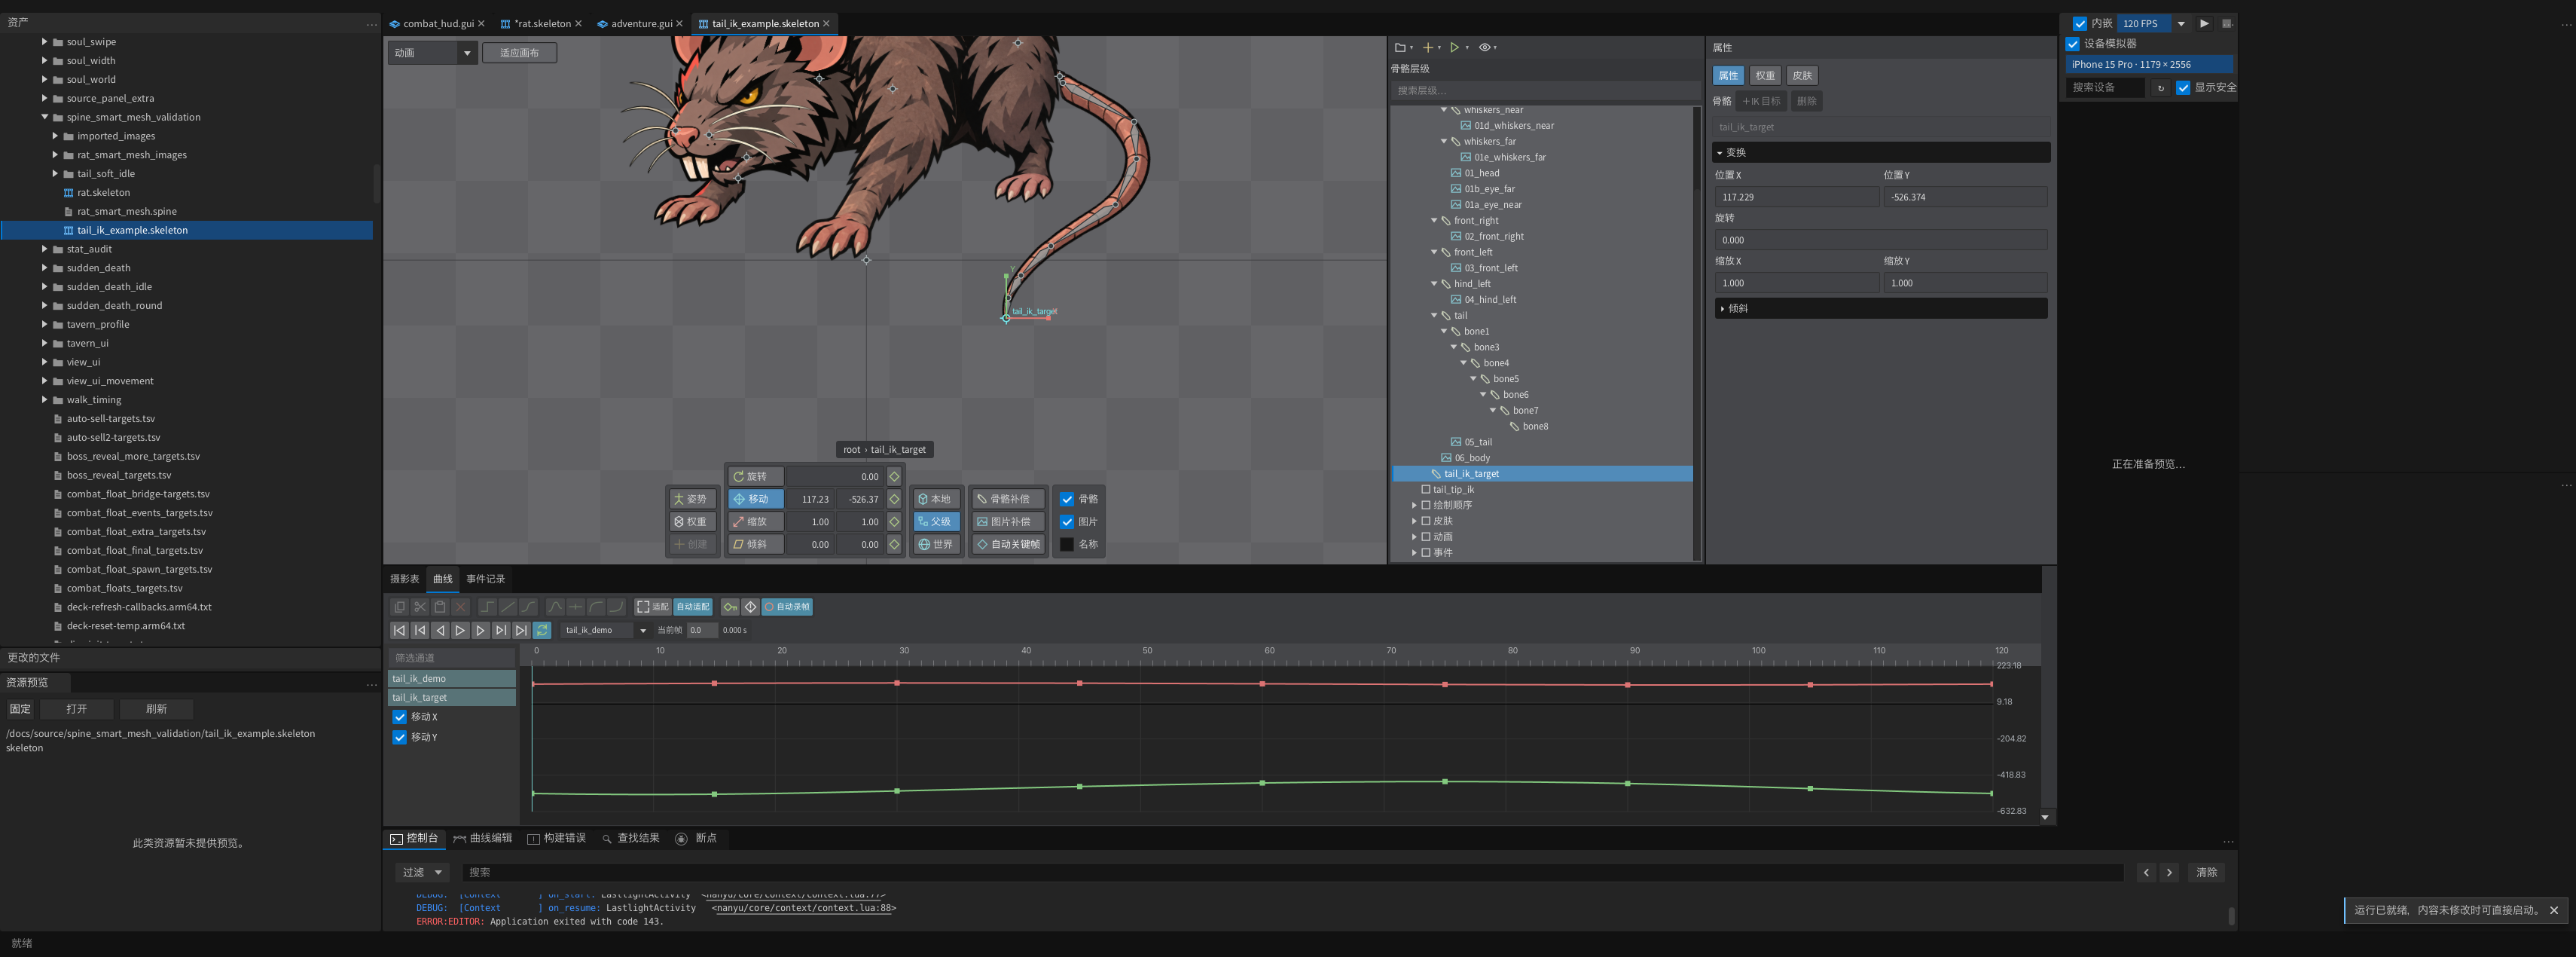 资产
soul_swipe
soul_width
soul_world
source_panel_extra
spine_smart_mesh_validation
imported_images
rat_smart_mesh_images
tail_soft_idle
rat.skeleton
rat_smart_mesh.spine
tail_ik_example.skeleton
stat_audit
sudden_death
sudden_death_idle
sudden_death_round
tavern_profile
tavern_ui
view_ui
view_ui_movement
walk_timing
auto-sell-targets.tsv
auto-sell2-targets.tsv
boss_reveal_more_targets.tsv
boss_reveal_targets.tsv
combat_float_bridge-targets.tsv
combat_float_events_targets.tsv
combat_float_extra_targets.tsv
combat_float_final_targets.tsv
combat_float_spawn_targets.tsv
combat_floats_targets.tsv
deck-refresh-callbacks.arm64.txt
deck-reset-temp.arm64.txt
更改的文件
资源预览
固定 打开 刷新
/docs/source/spine_smart_mesh_validation/tail_ik_example.skeleton
skeleton
此类资源暂未提供预览。
就绪
combat_hud.gui *rat.skeleton adventure.gui tail_ik_example.skeleton
动画 适应画布
Y
tail_ik_target
root › tail_ik_target
姿势
权重
创建
旋转 0.00
移动 117.23 -526.37
缩放 1.00 1.00
倾斜 0.00 0.00
本地
父级
世界
骨骼补偿
图片补偿
自动关键帧
骨骼
图片
名称
骨骼层级
搜索层级...
whiskers_near
01d_whiskers_near
whiskers_far
01e_whiskers_far
01_head
01b_eye_far
01a_eye_near
front_right
02_front_right
front_left
03_front_left
hind_left
04_hind_left
tail
bone1
bone3
bone4
bone5
bone6
bone7
bone8
05_tail
06_body
tail_ik_target
tail_tip_ik
绘制顺序
皮肤
动画
事件
属性
属性 权重 皮肤
骨骼 +IK 目标 删除
tail_ik_target
变换
位置 X 位置 Y
117.229 -526.374
旋转
0.000
缩放 X 缩放 Y
1.000 1.000
倾斜
摄影表 曲线 事件记录
适配 自动适配 自动录帧
tail_ik_demo 当前帧 0.0 0.000 s
筛选通道
tail_ik_demo
tail_ik_target
移动 X
移动 Y
0 10 20 30 40 50 60 70 80 90 100 110 120
223.18
9.18
-204.82
-418.83
-632.83
控制台 曲线编辑 构建错误 查找结果 断点
过滤 搜索 清除
DEBUG: [Context ] on_start: LastlightActivity <nanyu/core/context/context.lua:77>
DEBUG: [Context ] on_resume: LastlightActivity <nanyu/core/context/context.lua:88>
ERROR:EDITOR: Application exited with code 143.
内嵌 120 FPS
设备模拟器
iPhone 15 Pro · 1179 × 2556
搜索设备 显示安全
正在准备预览...
运行已就绪，内容未修改时可直接启动。